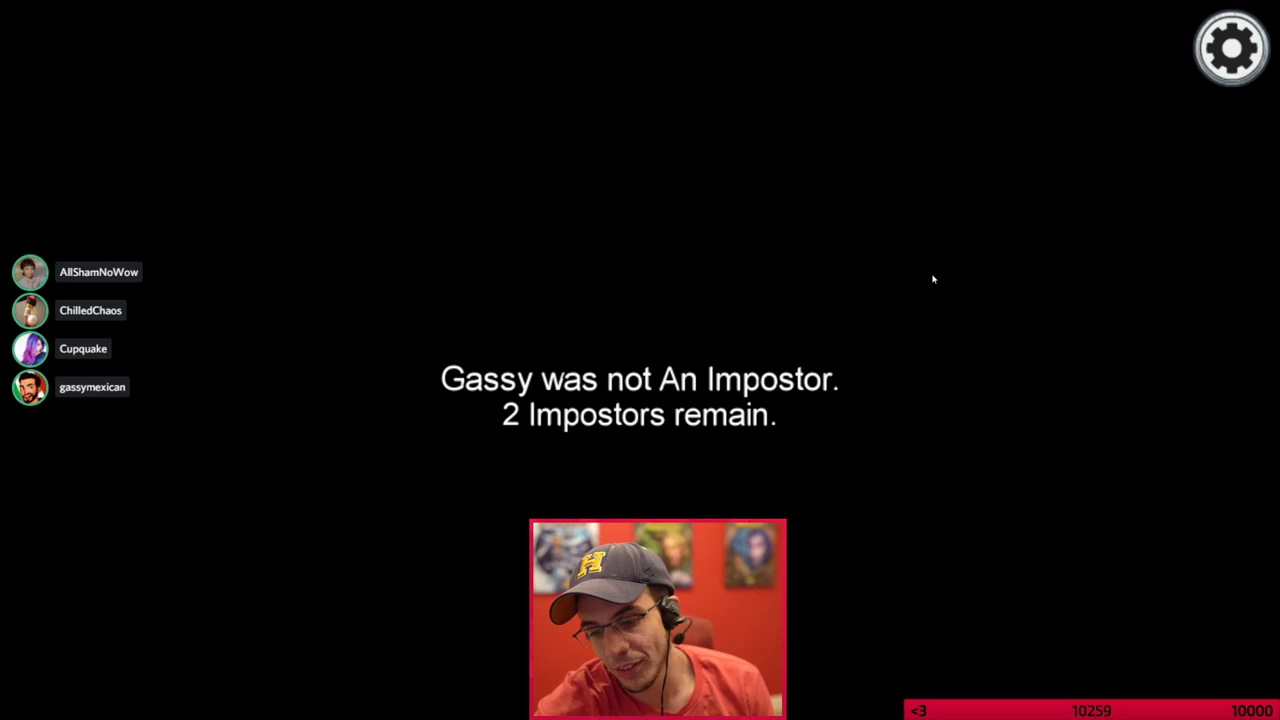 AllShamNoWow
ChilledChaos
Cupquake
gassymexican
Gassy was not An Impostor.
2 Impostors remain.
H
<3 10259 10000